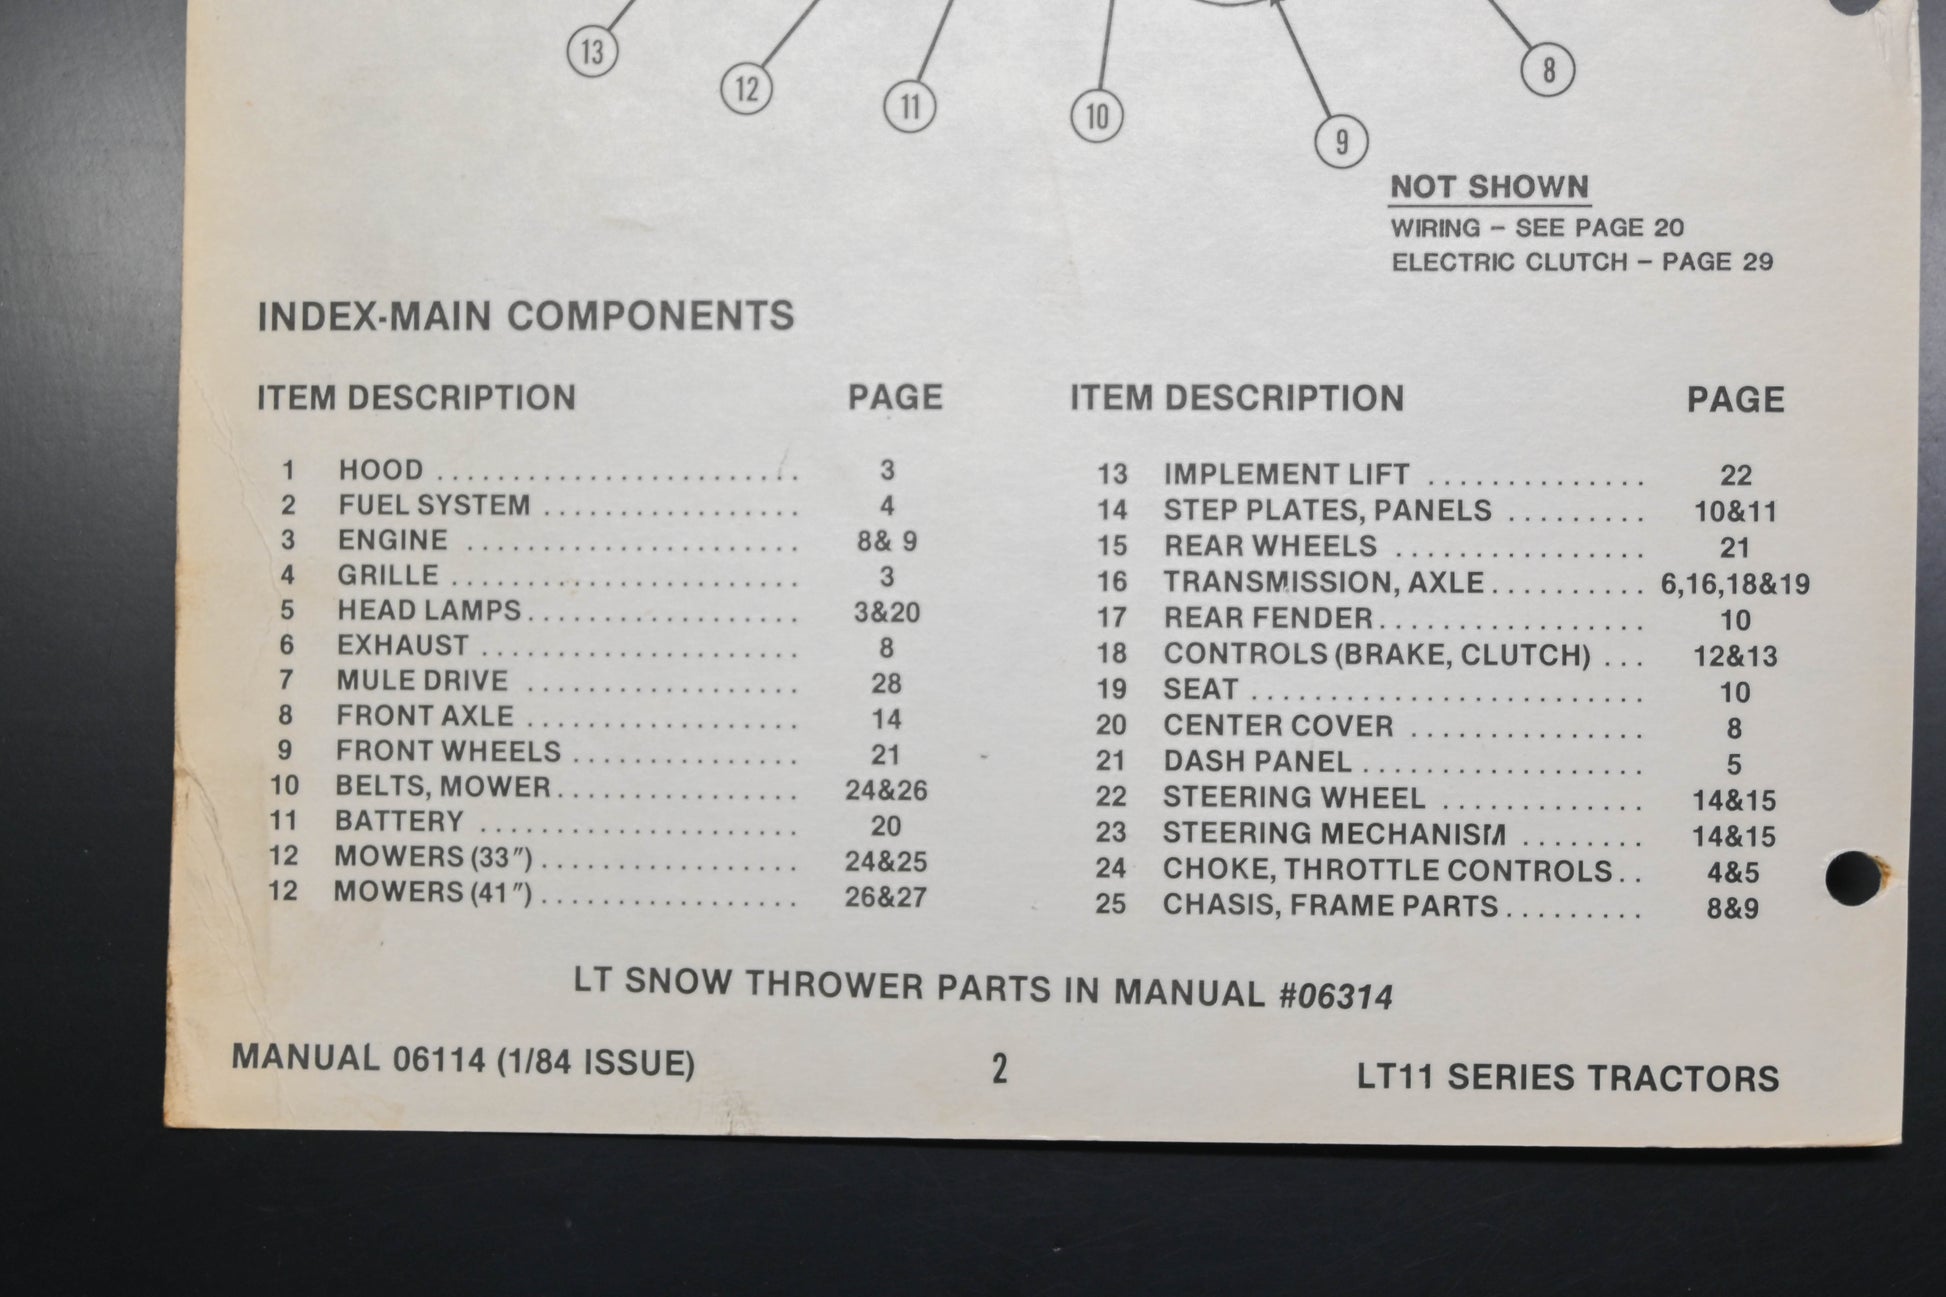 13
12
11
10
9
8
NOT SHOWN
WIRING – SEE PAGE 20
ELECTRIC CLUTCH – PAGE 29
INDEX-MAIN COMPONENTS
ITEM DESCRIPTION PAGE
1 HOOD ........................ 3
2 FUEL SYSTEM ................. 4
3 ENGINE ...................... 8& 9
4 GRILLE ....................... 3
5 HEAD LAMPS.................. 3&20
6 EXHAUST ..................... 8
7 MULE DRIVE .................. 28
8 FRONT AXLE .................. 14
9 FRONT WHEELS ............... 21
10 BELTS, MOWER................ 24&26
11 BATTERY ..................... 20
12 MOWERS (33″) ................. 24&25
12 MOWERS (41″) ................. 26&27
ITEM DESCRIPTION PAGE
13 IMPLEMENT LIFT .............. 22
14 STEP PLATES, PANELS ......... 10&11
15 REAR WHEELS ................. 21
16 TRANSMISSION, AXLE.......... 6,16,18&19
17 REAR FENDER.................. 10
18 CONTROLS (BRAKE, CLUTCH) ... 12&13
19 SEAT .......................... 10
20 CENTER COVER ................ 8
21 DASH PANEL................... 5
22 STEERING WHEEL .............. 14&15
23 STEERING MECHANISM ........ 14&15
24 CHOKE, THROTTLE CONTROLS.. 4&5
25 CHASIS, FRAME PARTS......... 8&9
LT SNOW THROWER PARTS IN MANUAL #06314
MANUAL 06114 (1/84 ISSUE) 2 LT11 SERIES TRACTORS